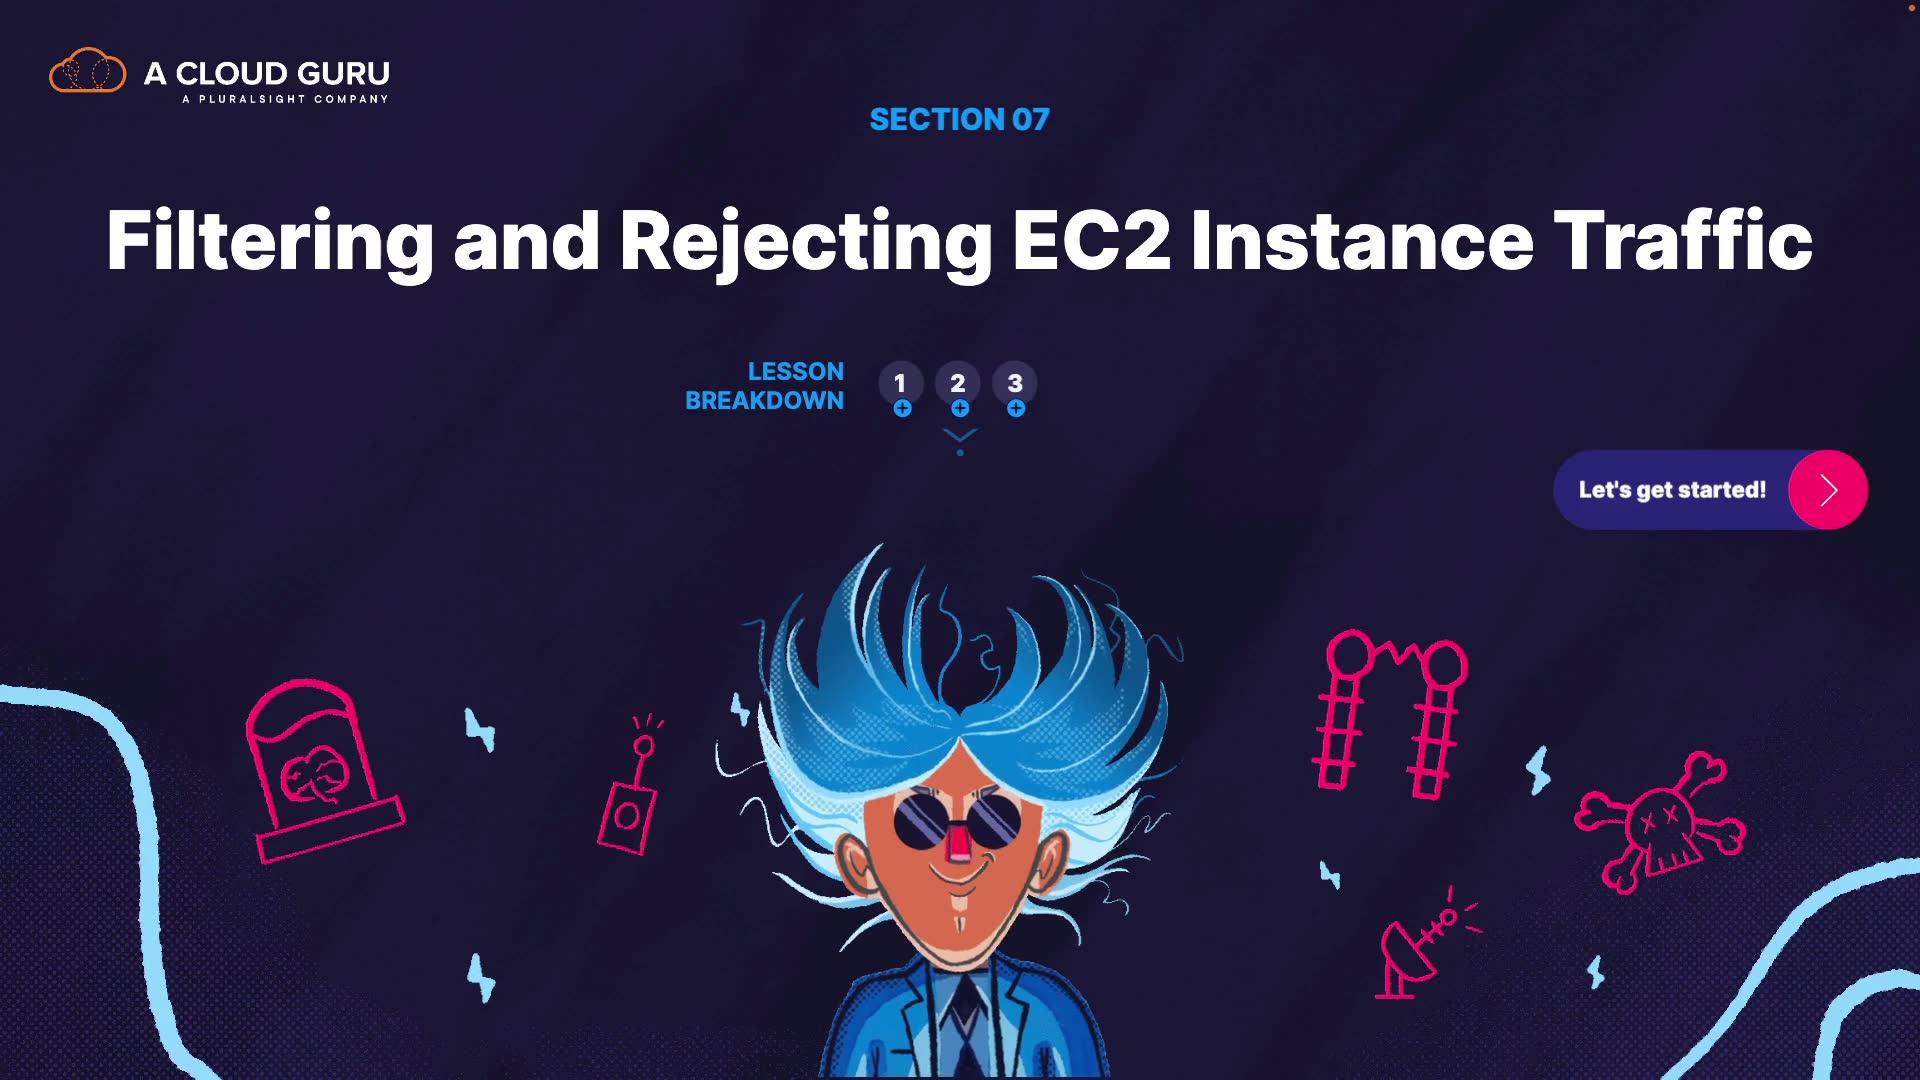 A CLOUD GURU
A PLURALSIGHT COMPANY
SECTION 07
Filtering and Rejecting EC2 Instance Traffic
LESSON
BREAKDOWN
1 2 3
Let's get started!